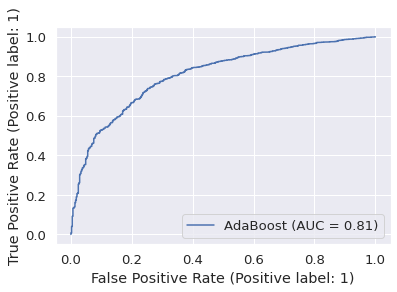 True Positive Rate (Positive label: 1)
1.0
0.8
0.6
0.4
0.2
0.0
AdaBoost (AUC = 0.81)
0.0 0.2 0.4 0.6 0.8 1.0
False Positive Rate (Positive label: 1)